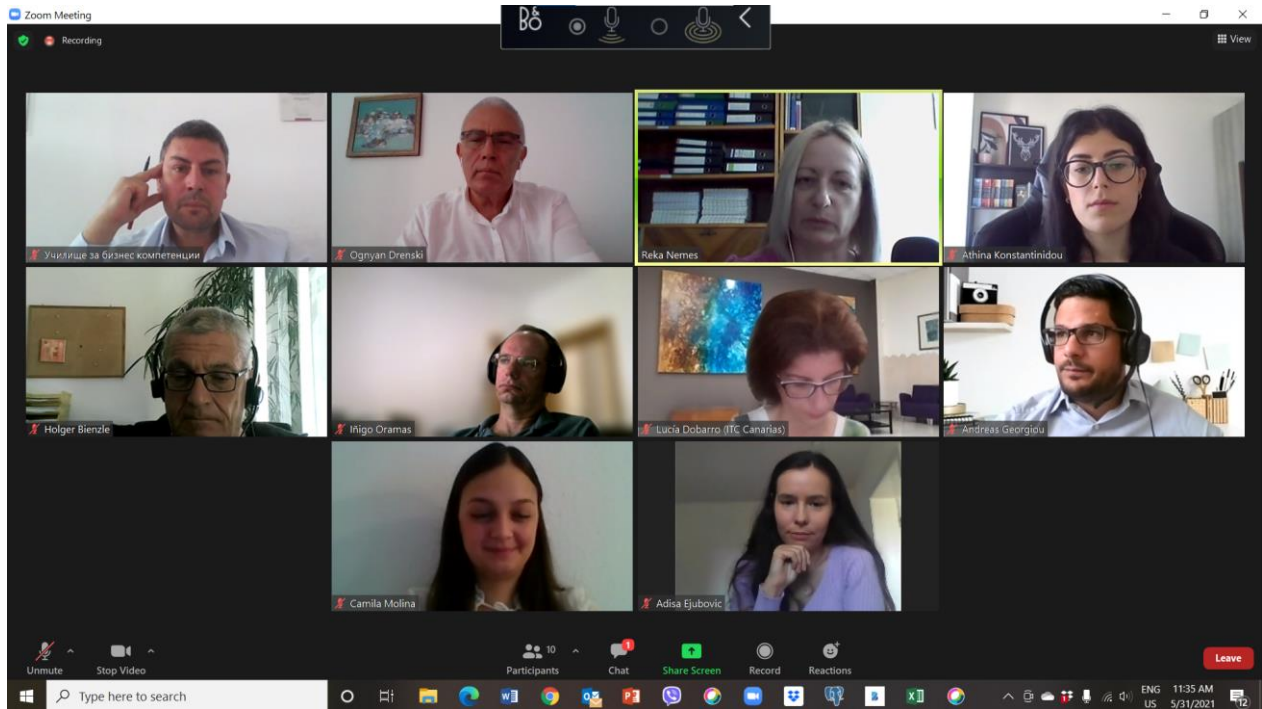 Zoom Meeting
B&O
Recording
View
Училище за бизнес компетенции
Ognyan Drenski
Reka Nemes
Athina Konstantinidou
Holger Bienzle
Iñigo Oramas
Lucía Dobarro (ITC Canarias)
Andreas Georgiou
Camila Molina
Adisa Ejubovic
10
1
Unmute
Stop Video
Participants
Chat
Share Screen
Record
Reactions
Leave
Type here to search
ENG
US
11:35 AM
5/31/2021
12